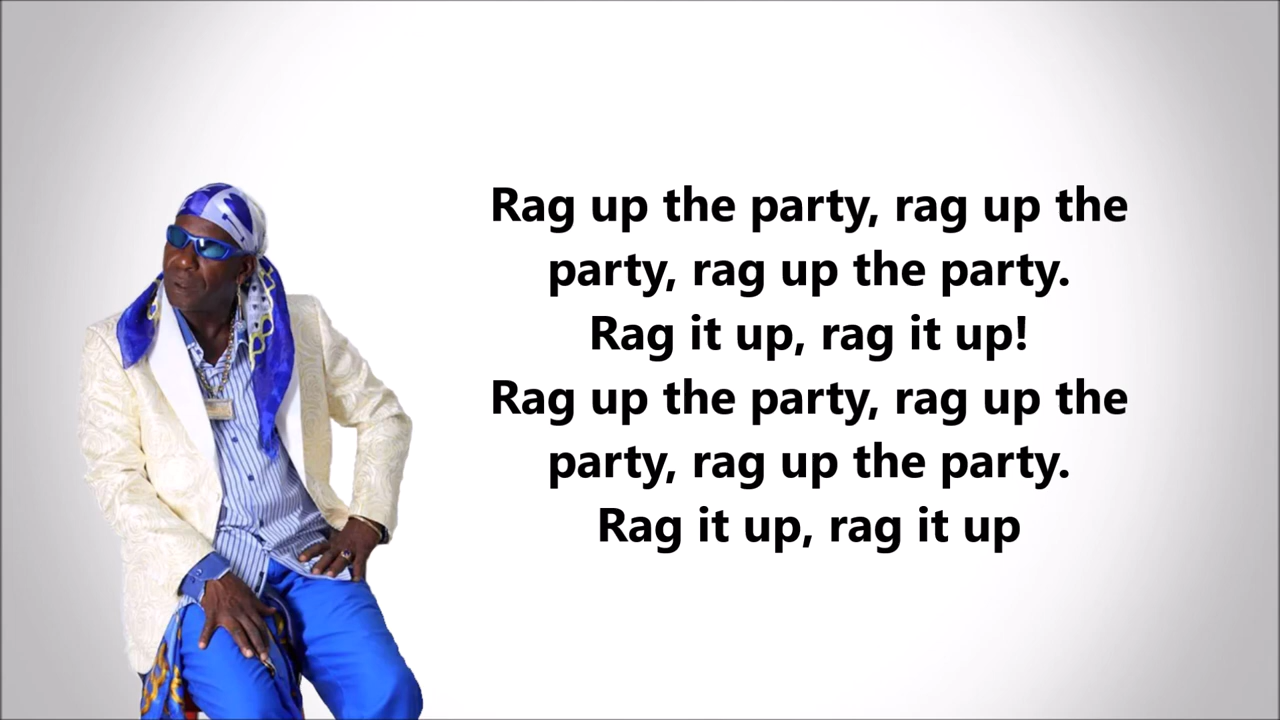 Rag up the party, rag up the
party, rag up the party.
Rag it up, rag it up!
Rag up the party, rag up the
party, rag up the party.
Rag it up, rag it up